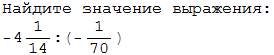 Найдите значение выражения:
-4 1/14 : (- 1/70)